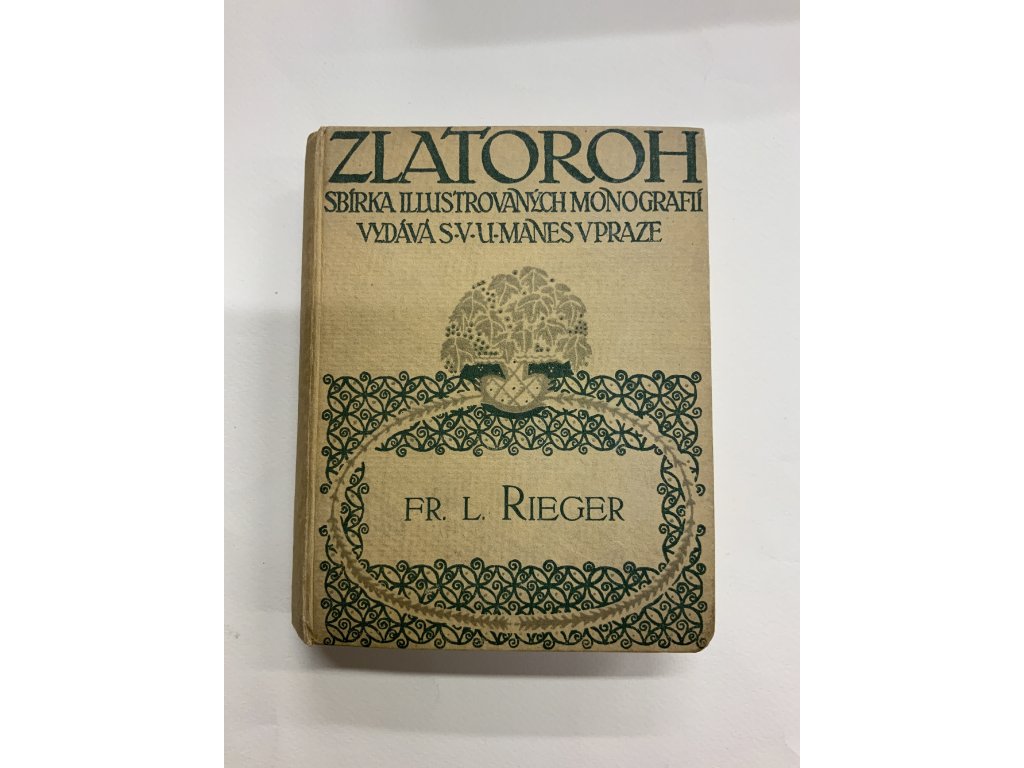 ZLATOROH
SBÍRKA ILLUSTROVANÝCH MONOGRAFIÍ
VYDÁVÁ S·V·U·MÁNES V PRAZE
FR. L. RIEGER